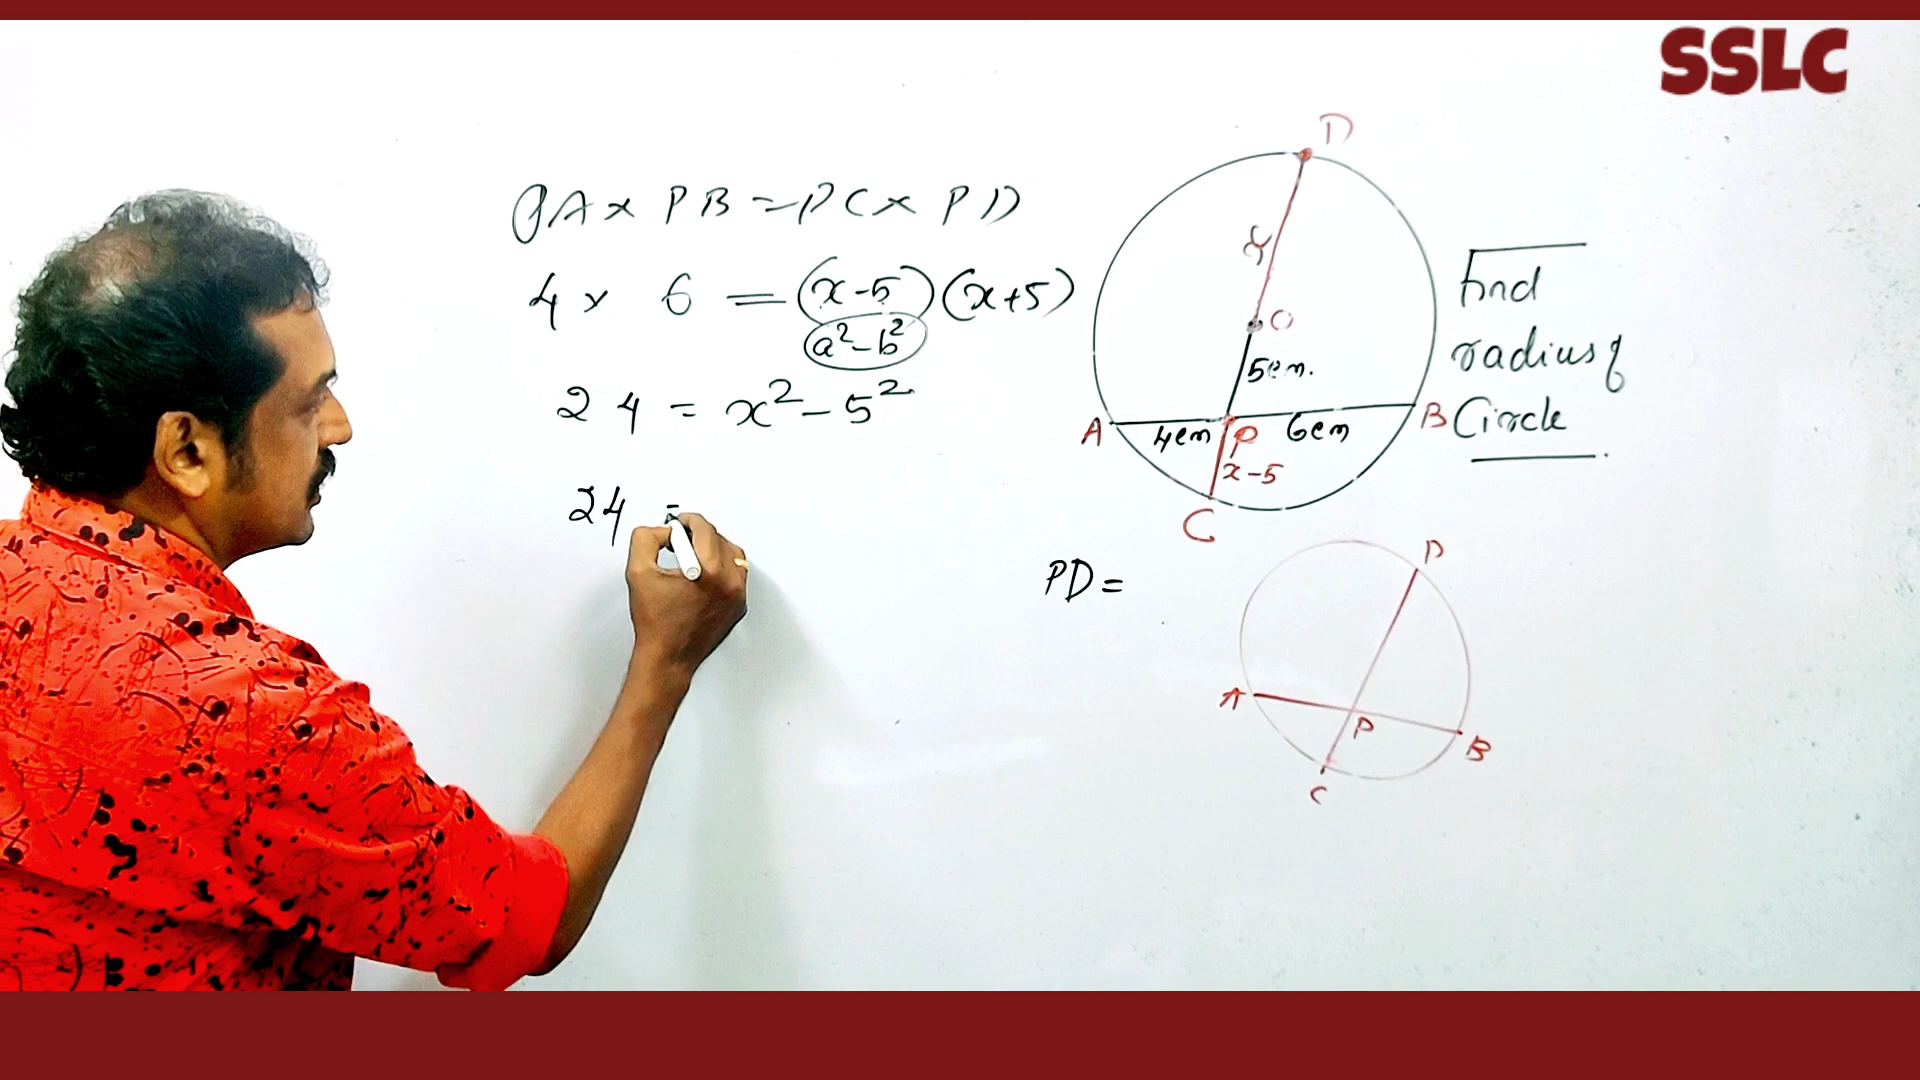 SSLC
PA × PB = PC × PD
4 × 6 = (x-5)(x+5)
a²-b²
24 = x² - 5²
24 =
D
x
O
5cm.
A 4cm P 6cm B
x-5
C
Find
radius of
Circle
PD =
D
A
P
B
C